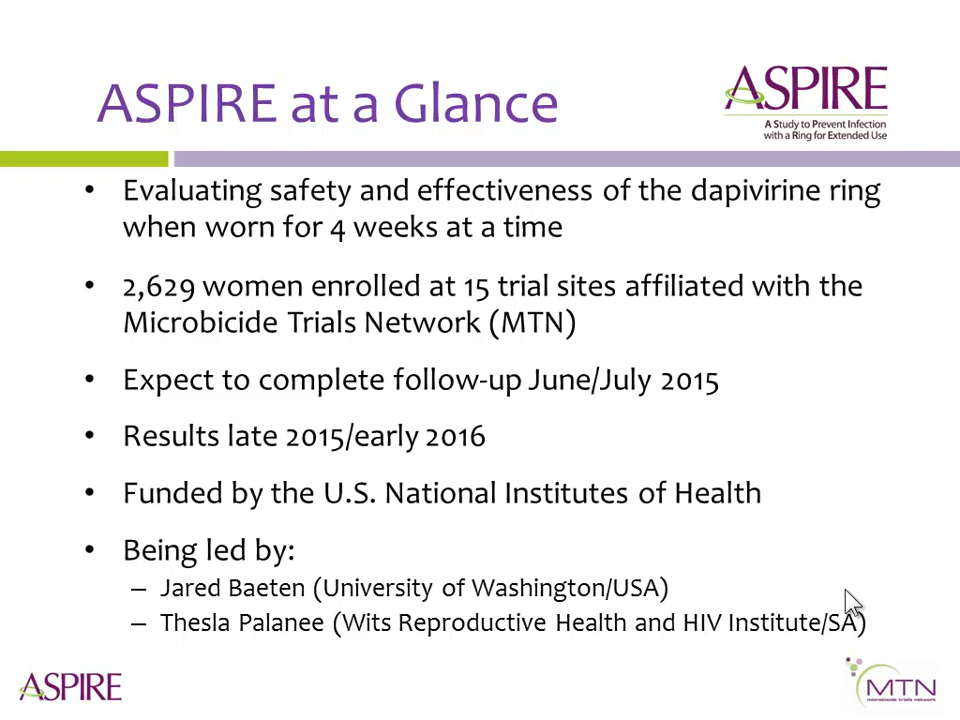 ASPIRE at a Glance
ASPIRE
A Study to Prevent Infection
with a Ring for Extended Use
• Evaluating safety and effectiveness of the dapivirine ring
when worn for 4 weeks at a time
• 2,629 women enrolled at 15 trial sites affiliated with the
Microbicide Trials Network (MTN)
• Expect to complete follow-up June/July 2015
• Results late 2015/early 2016
• Funded by the U.S. National Institutes of Health
• Being led by:
– Jared Baeten (University of Washington/USA)
– Thesla Palanee (Wits Reproductive Health and HIV Institute/SA)
ASPIRE
MTN
microbicide trials network